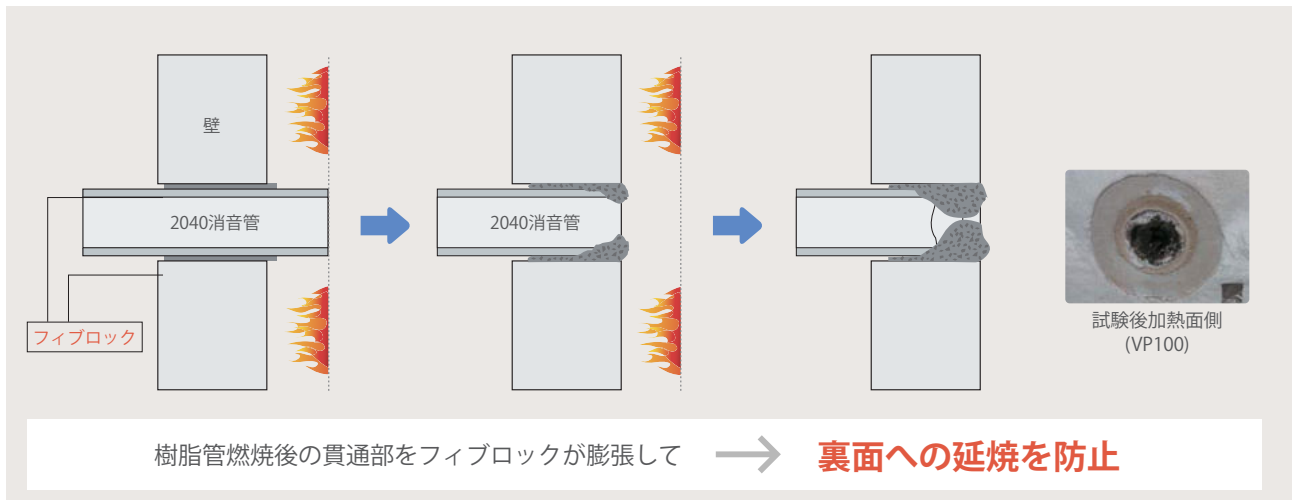 壁
2040消音管
フィブロック
2040消音管
試験後加熱面側
(VP100)
樹脂管燃焼後の貫通部をフィブロックが膨張して
裏面への延焼を防止